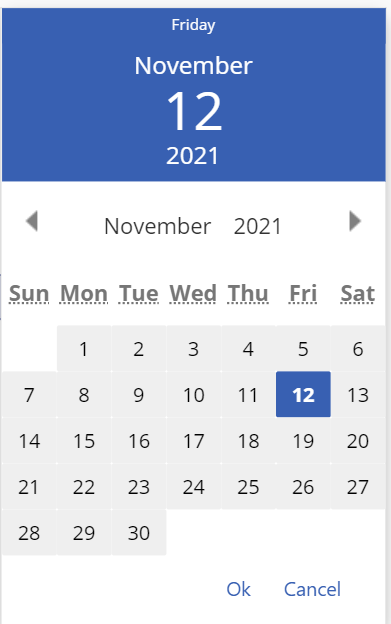 Friday
November
12
2021
November 2021
Sun Mon Tue Wed Thu Fri Sat
1 2 3 4 5 6
7 8 9 10 11 12 13
14 15 16 17 18 19 20
21 22 23 24 25 26 27
28 29 30
Ok Cancel